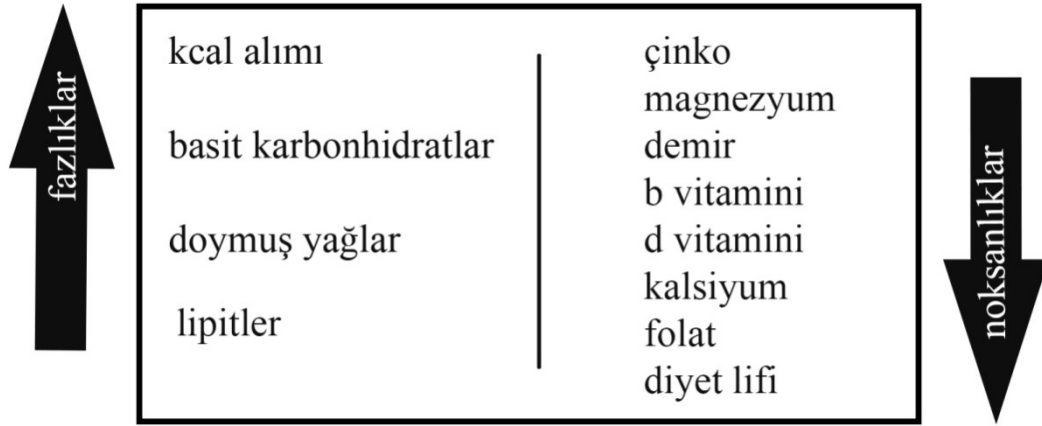 fazlıklar
kcal alımı
basit karbonhidratlar
doymuş yağlar
lipitler
çinko
magnezyum
demir
b vitamini
d vitamini
kalsiyum
folat
diyet lifi
noksanlıklar